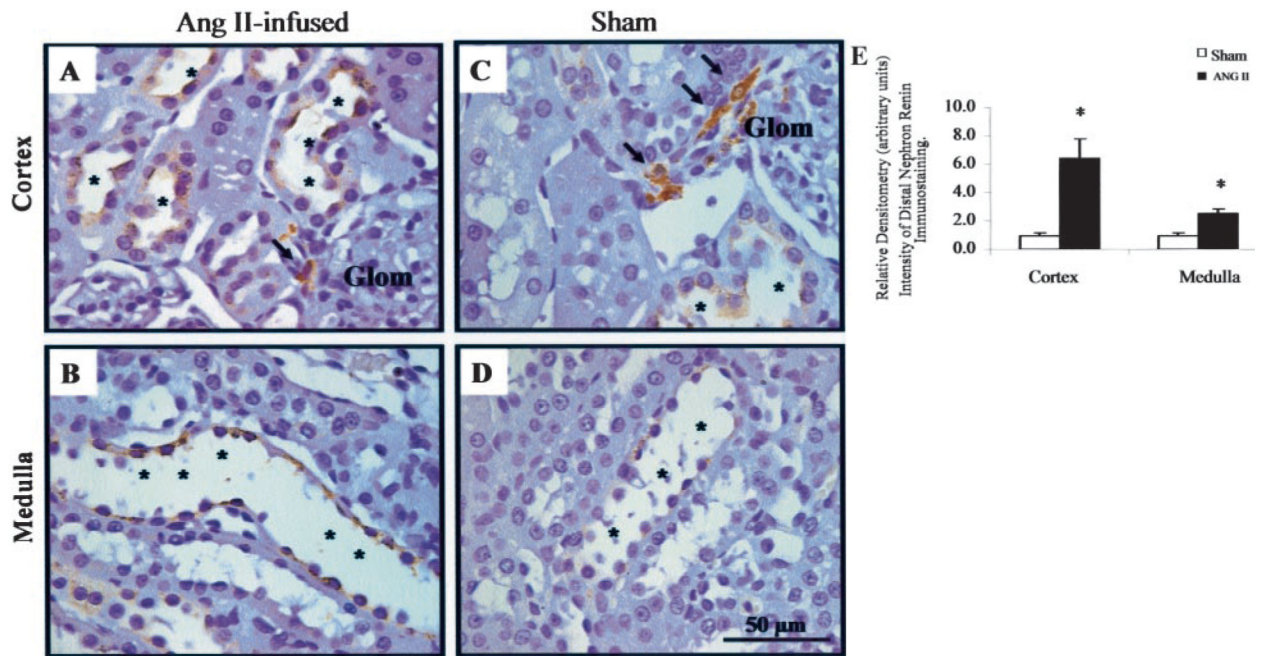 Ang II-infused
Sham
Cortex
Medulla
A
*
*
*
*
*
*
Glom
C
Glom
*
*
B
*
*
*
*
*
D
*
*
*
50 µm
E
Sham
ANG II
Relative Densitometry (arbitrary units)
Intensity of Distal Nephron Renin
Immunostaining.
10.0
8.0
6.0
4.0
2.0
0.0
*
*
Cortex
Medulla